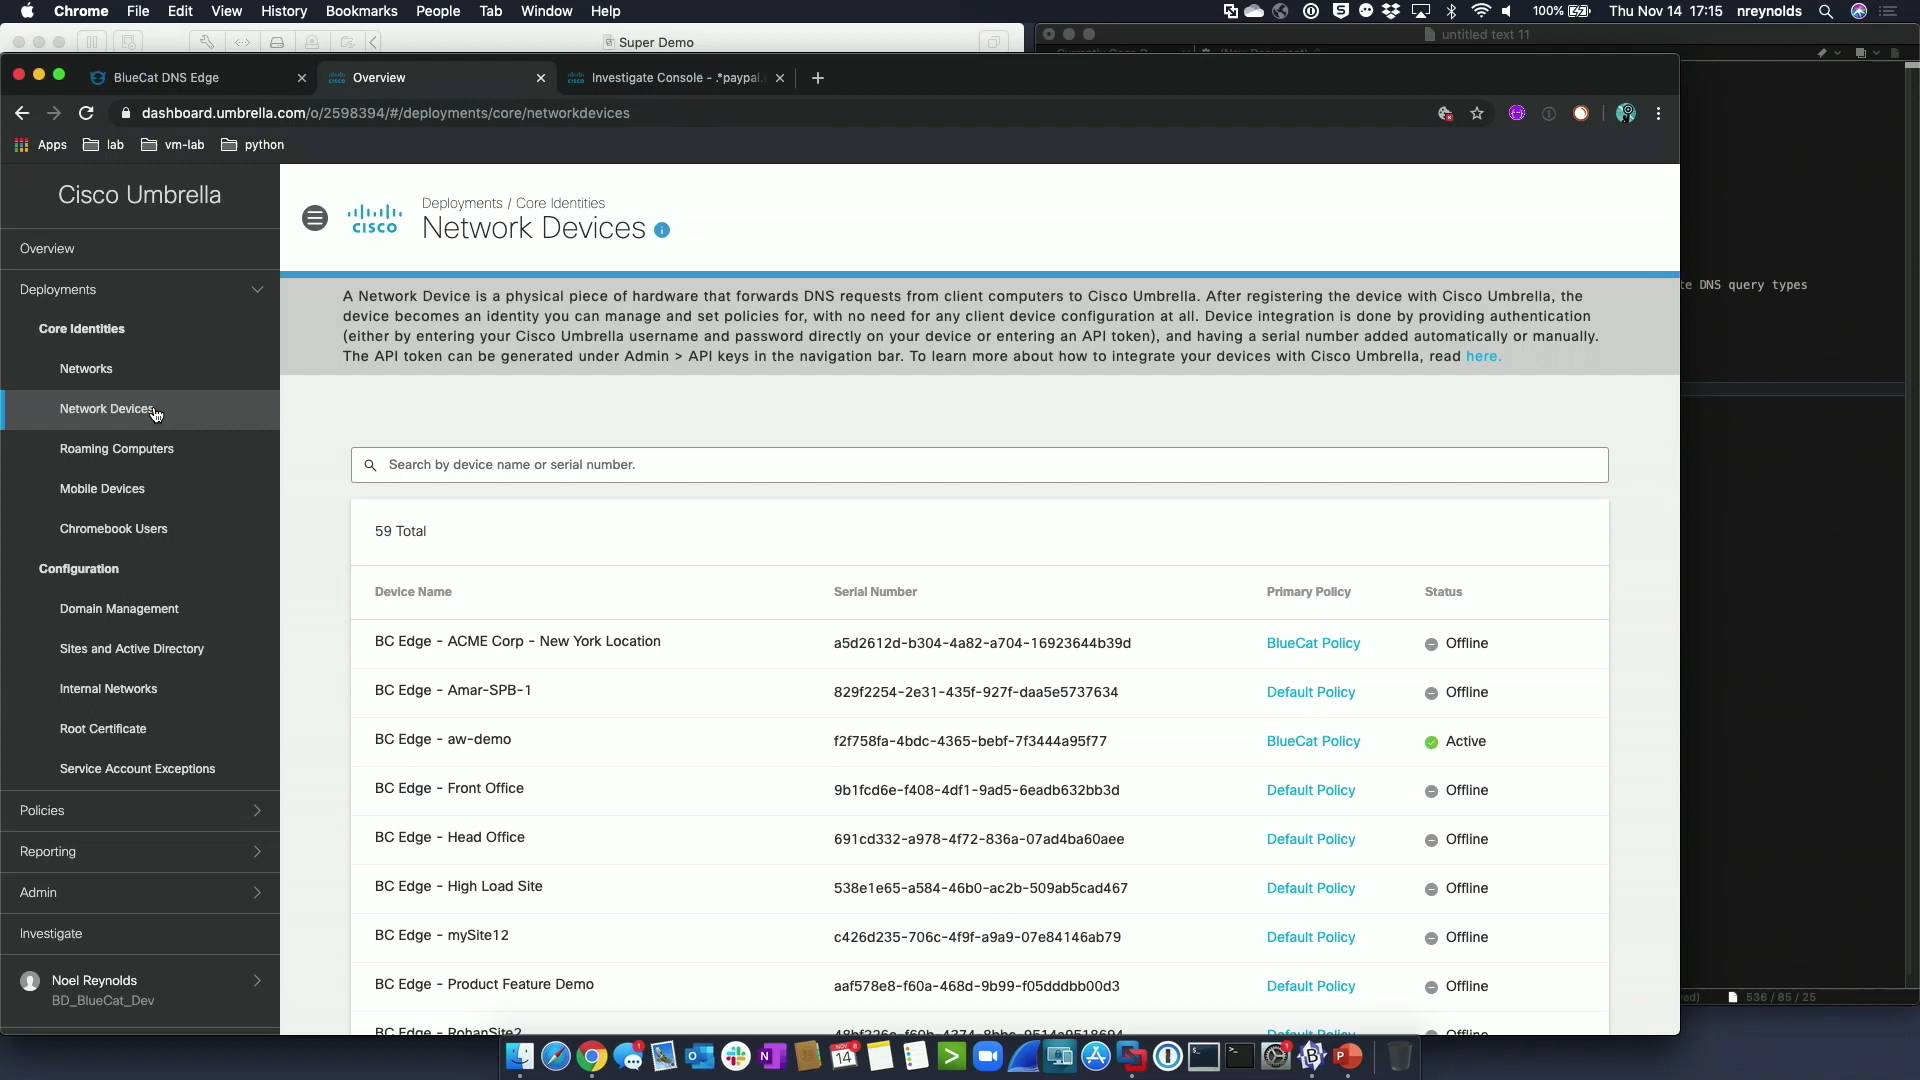 Chrome File Edit View History Bookmarks People Tab Window Help
100% Thu Nov 14 17:15 nreynolds
Super Demo
untitled text 11
BlueCat DNS Edge
Overview
Investigate Console - .*paypal.
dashboard.umbrella.com/o/2598394/#/deployments/core/networkdevices
Apps lab vm-lab python
Cisco Umbrella
Overview
Deployments
Core Identities
Networks
Network Devices
Roaming Computers
Mobile Devices
Chromebook Users
Configuration
Domain Management
Sites and Active Directory
Internal Networks
Root Certificate
Service Account Exceptions
Policies
Reporting
Admin
Investigate
Noel Reynolds
BD_BlueCat_Dev
CISCO
Deployments / Core Identities
Network Devices
A Network Device is a physical piece of hardware that forwards DNS requests from client computers to Cisco Umbrella. After registering the device with Cisco Umbrella, the
device becomes an identity you can manage and set policies for, with no need for any client device configuration at all. Device integration is done by providing authentication
(either by entering your Cisco Umbrella username and password directly on your device or entering an API token), and having a serial number added automatically or manually.
The API token can be generated under Admin > API keys in the navigation bar. To learn more about how to integrate your devices with Cisco Umbrella, read here.
Search by device name or serial number.
59 Total
Device Name Serial Number Primary Policy Status
BC Edge - ACME Corp - New York Location a5d2612d-b304-4a82-a704-16923644b39d BlueCat Policy Offline
BC Edge - Amar-SPB-1 829f2254-2e31-435f-927f-daa5e5737634 Default Policy Offline
BC Edge - aw-demo f2f758fa-4bdc-4365-bebf-7f3444a95f77 BlueCat Policy Active
BC Edge - Front Office 9b1fcd6e-f408-4df1-9ad5-6eadb632bb3d Default Policy Offline
BC Edge - Head Office 691cd332-a978-4f72-836a-07ad4ba60aee Default Policy Offline
BC Edge - High Load Site 538e1e65-a584-46b0-ac2b-509ab5cad467 Default Policy Offline
BC Edge - mySite12 c426d235-706c-4f9f-a9a9-07e84146ab79 Default Policy Offline
BC Edge - Product Feature Demo aaf578e8-f60a-468d-9b99-f05dddbb00d3 Default Policy Offline
BC Edge - RohanSite2 Default Policy Offline
te DNS query types
536 / 85 / 25
NOV
14